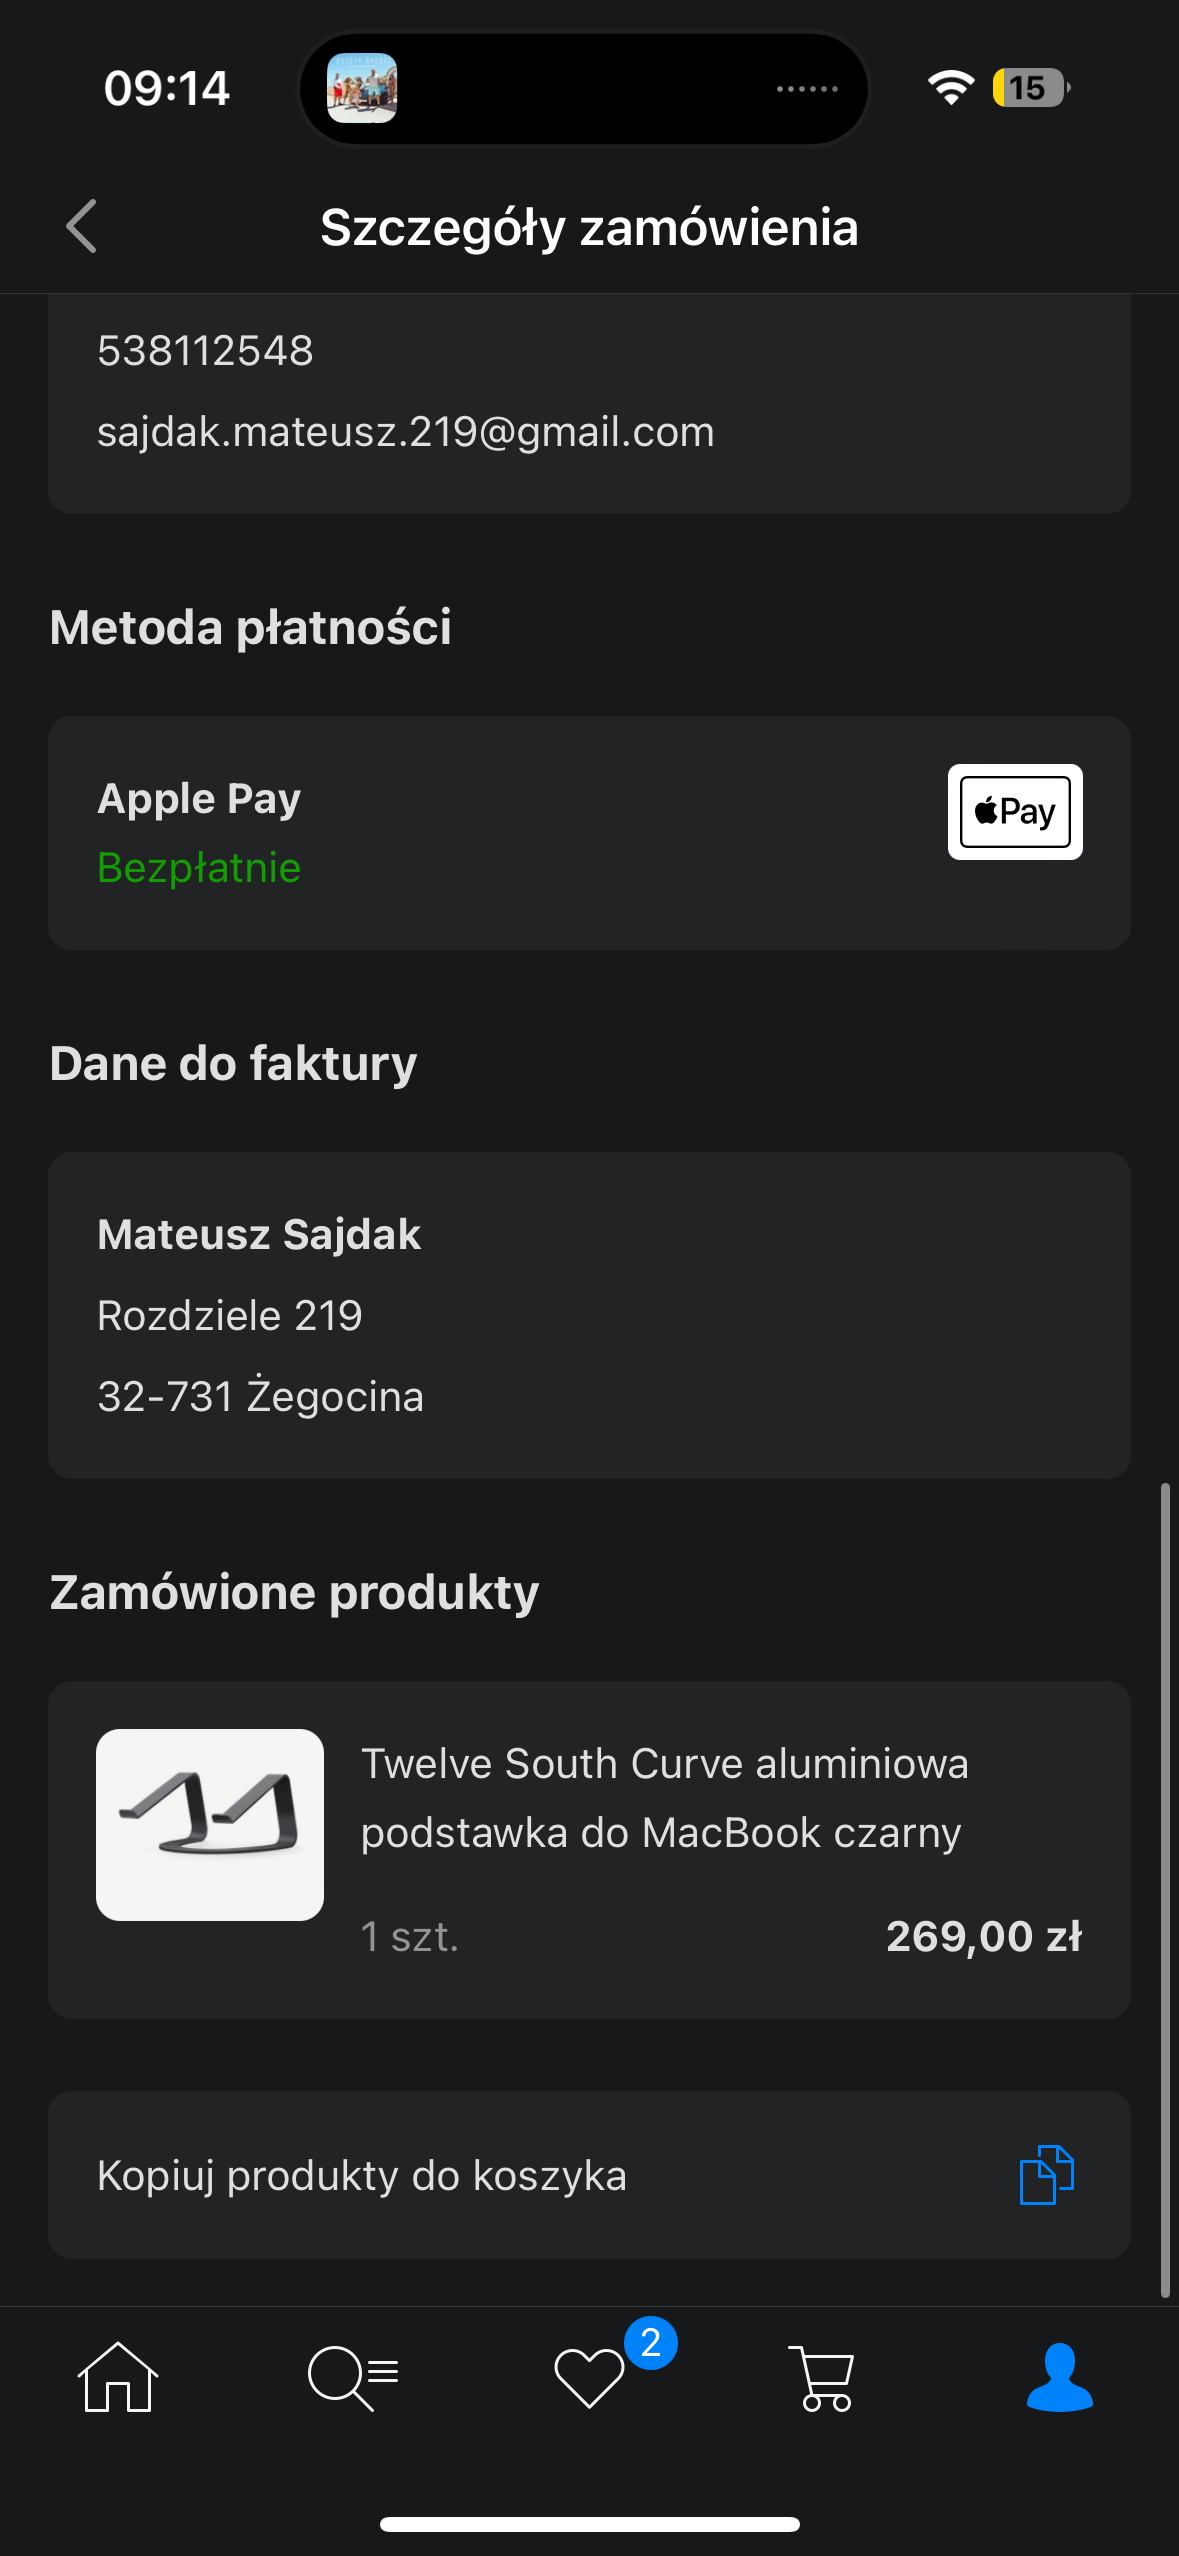 09:14
15
Szczegóły zamówienia
538112548
sajdak.mateusz.219@gmail.com
Metoda płatności
Apple Pay
Pay
Bezpłatnie
Dane do faktury
Mateusz Sajdak
Rozdziele 219
32-731 Żegocina
Zamówione produkty
Twelve South Curve aluminiowa
podstawka do MacBook czarny
1 szt.
269,00 zł
Kopiuj produkty do koszyka
2